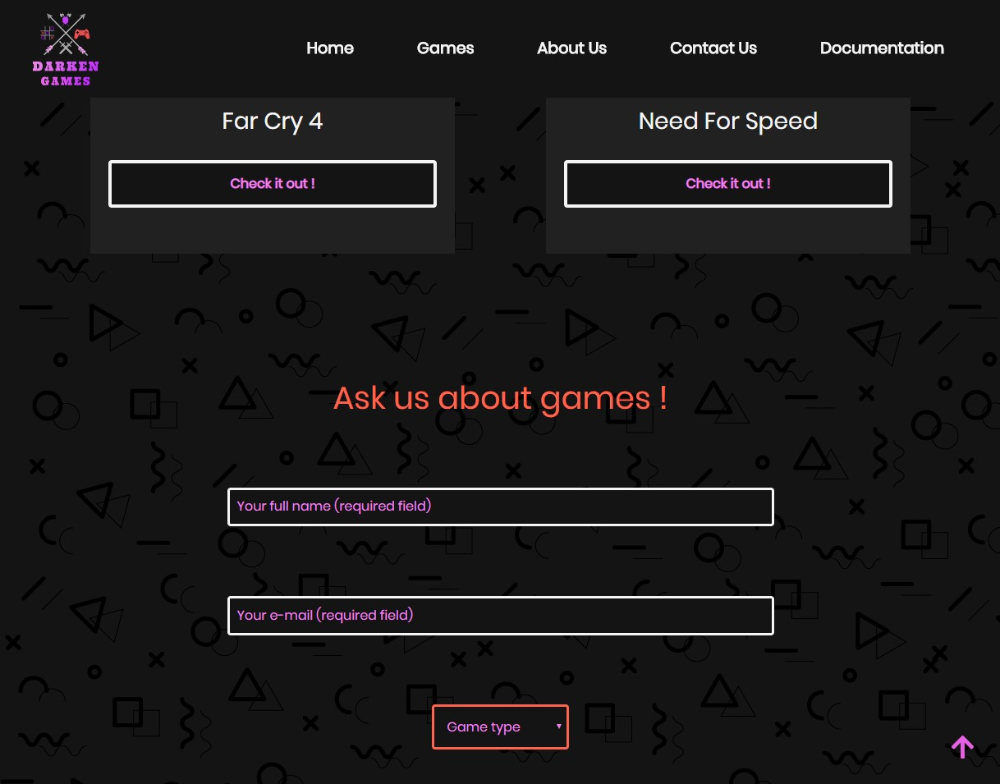 DARKEN
GAMES
Home Games About Us Contact Us Documentation
Far Cry 4
Need For Speed
Check it out !
Check it out !
Ask us about games !
Your full name (required field)
Your e-mail (required field)
Game type